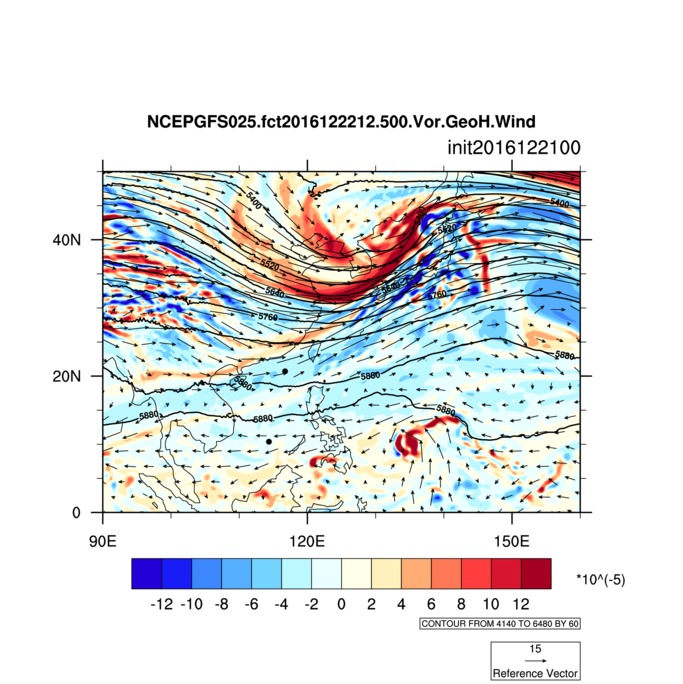 NCEPGFS025.fct2016122212.500.Vor.GeoH.Wind
init2016122100
5400
5400
5520
5520
40N
5640
5640
5760
5760
5880
5880
20N
5880
5880
5880
5880
0
90E 120E 150E
-12 -10 -8 -6 -4 -2 0 2 4 6 8 10 12
*10^(-5)
CONTOUR FROM 4140 TO 6480 BY 60
15
Reference Vector